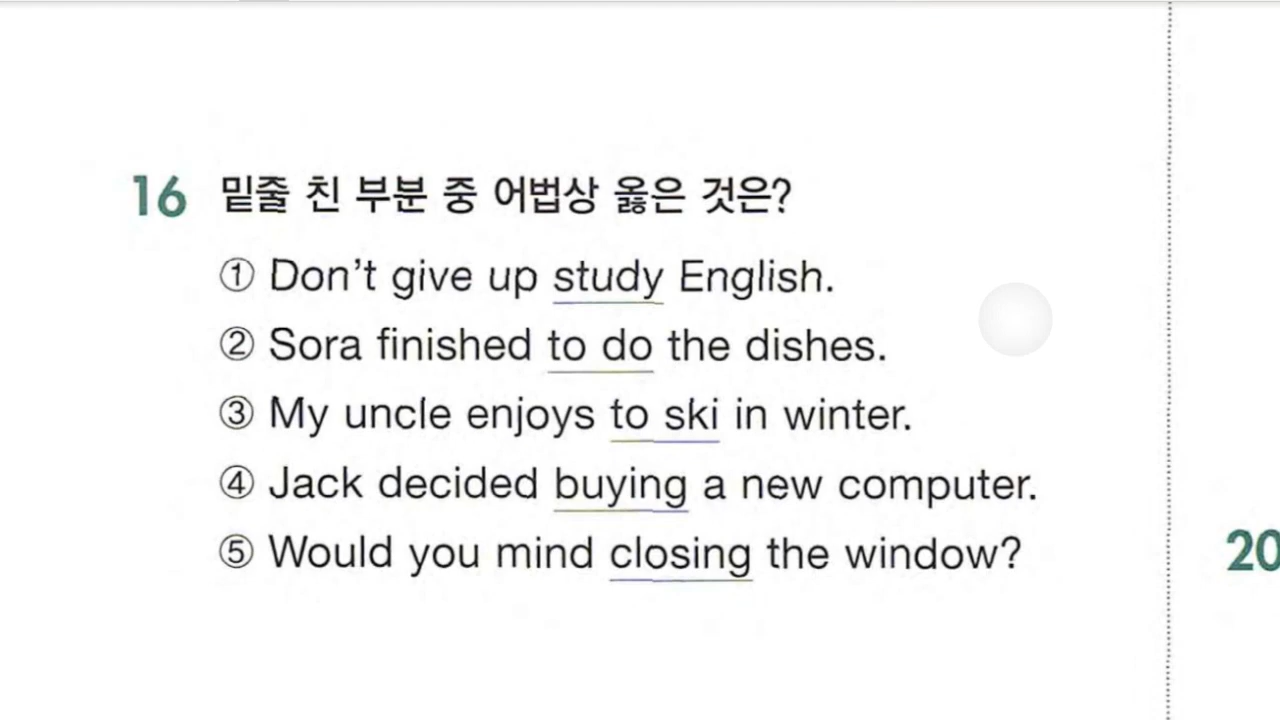 16 밑줄 친 부분 중 어법상 옳은 것은?
① Don't give up study English.
② Sora finished to do the dishes.
③ My uncle enjoys to ski in winter.
④ Jack decided buying a new computer.
⑤ Would you mind closing the window?
20